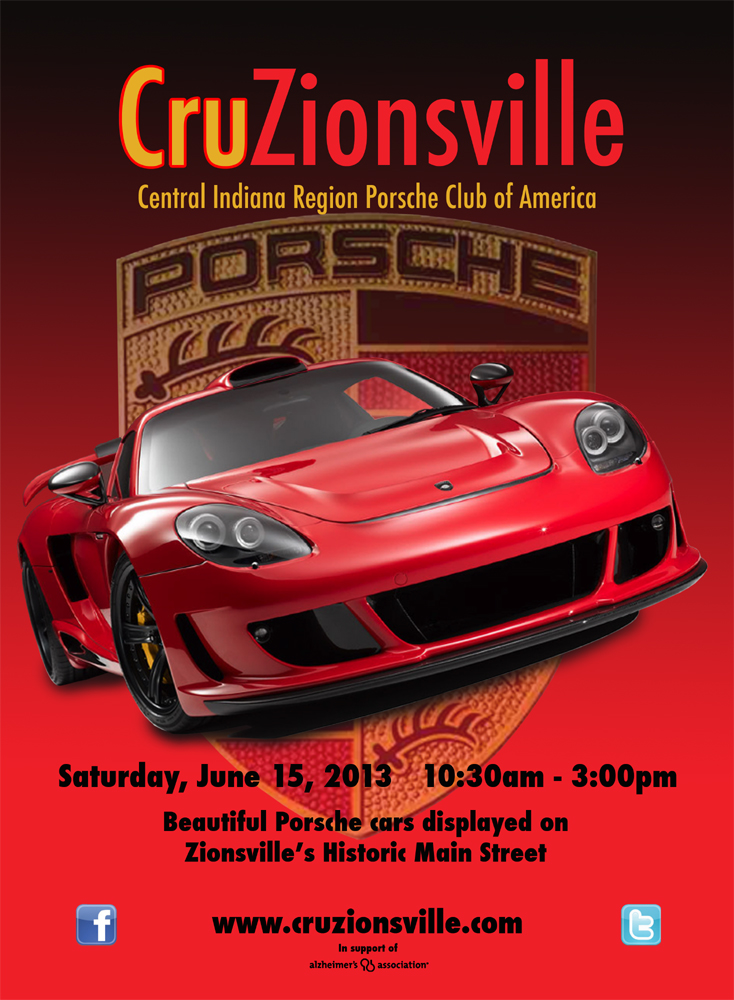 CruZionsville
Central Indiana Region Porsche Club of America
PORSCHE
Saturday, June 15, 2013 10:30am - 3:00pm
Beautiful Porsche cars displayed on
Zionsville's Historic Main Street
f www.cruzionsville.com t
In support of
alzheimer's association®